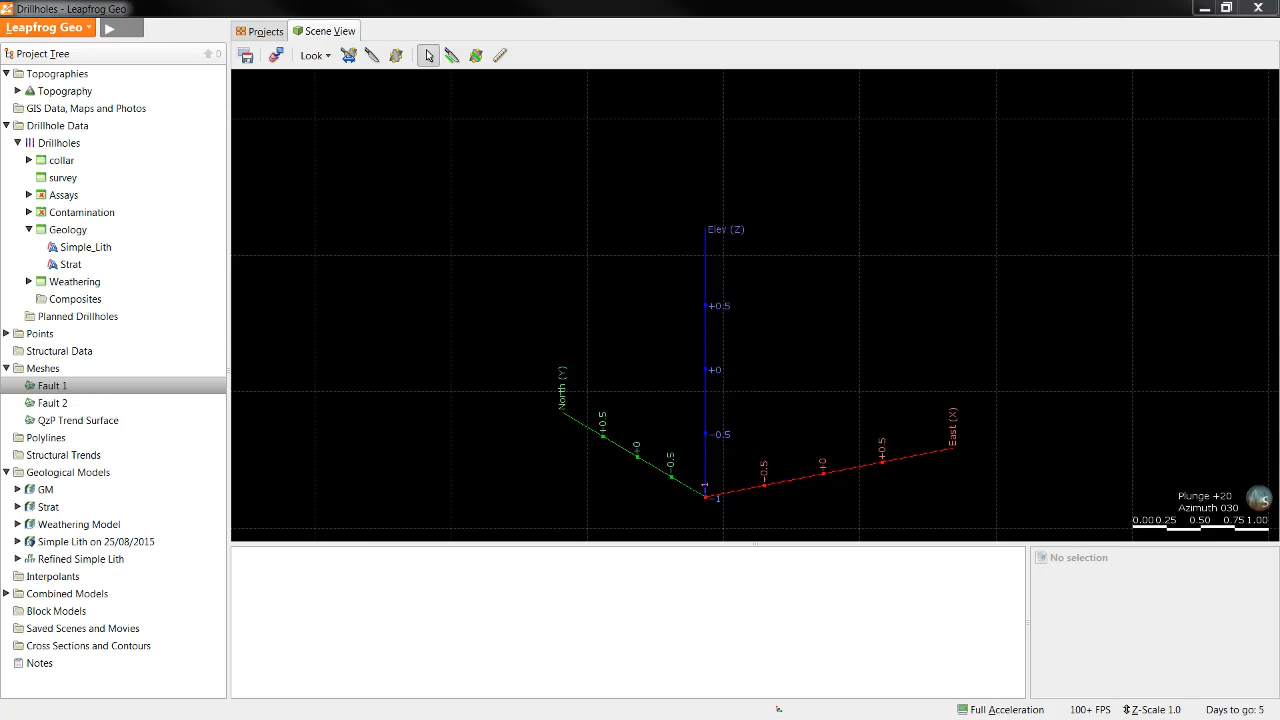 Drillholes - Leapfrog Geo
Leapfrog Geo
Projects
Scene View
Project Tree
0
Look
Topographies
Topography
GIS Data, Maps and Photos
Drillhole Data
Drillholes
collar
survey
Assays
Contamination
Geology
Simple_Lith
Strat
Weathering
Composites
Planned Drillholes
Points
Structural Data
Meshes
Fault 1
Fault 2
QzP Trend Surface
Polylines
Structural Trends
Geological Models
GM
Strat
Weathering Model
Simple Lith on 25/08/2015
Refined Simple Lith
Interpolants
Combined Models
Block Models
Saved Scenes and Movies
Cross Sections and Contours
Notes
Elev (Z)
+0.5
+0
-0.5
-1
North (Y)
+0.5
+0
-0.5
East (X)
+0.5
+0
-0.5
Plunge +20
Azimuth 030
S
0.00 0.25 0.50 0.75 1.00
No selection
Full Acceleration
100+ FPS
Z-Scale 1.0
Days to go: 5